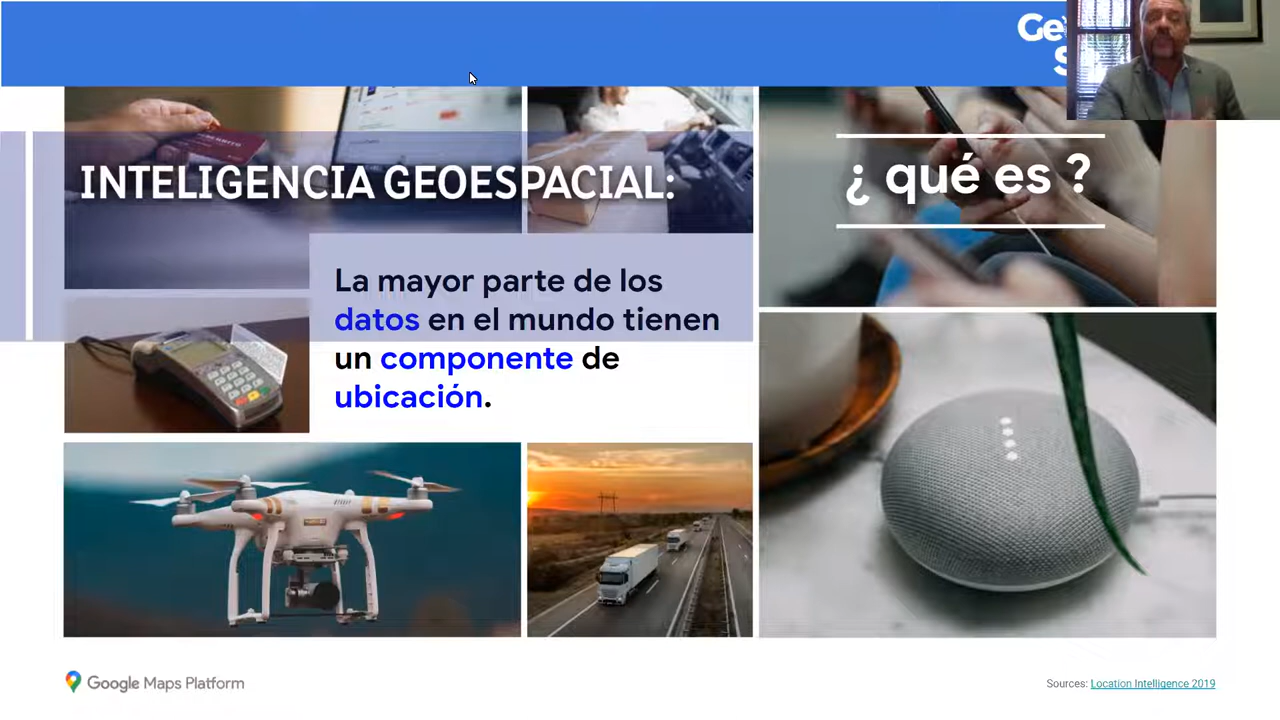 INTELIGENCIA GEOESPACIAL:
¿ qué es ?
La mayor parte de los
datos en el mundo tienen
un componente de
ubicación.
Google Maps Platform
Sources: Location Intelligence 2019